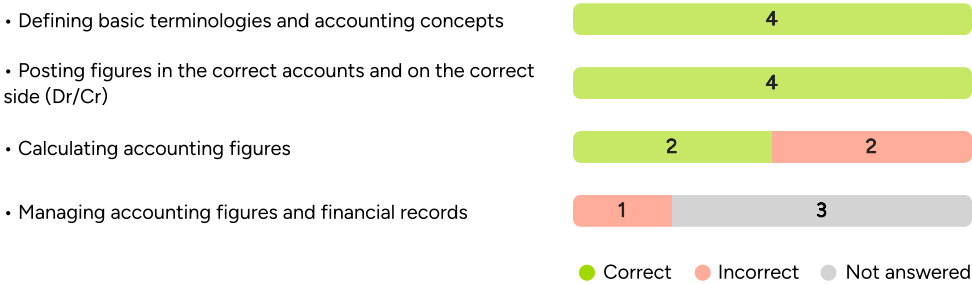 • Defining basic terminologies and accounting concepts
4
• Posting figures in the correct accounts and on the correct
side (Dr/Cr)
4
• Calculating accounting figures
2 2
• Managing accounting figures and financial records
1 3
Correct Incorrect Not answered